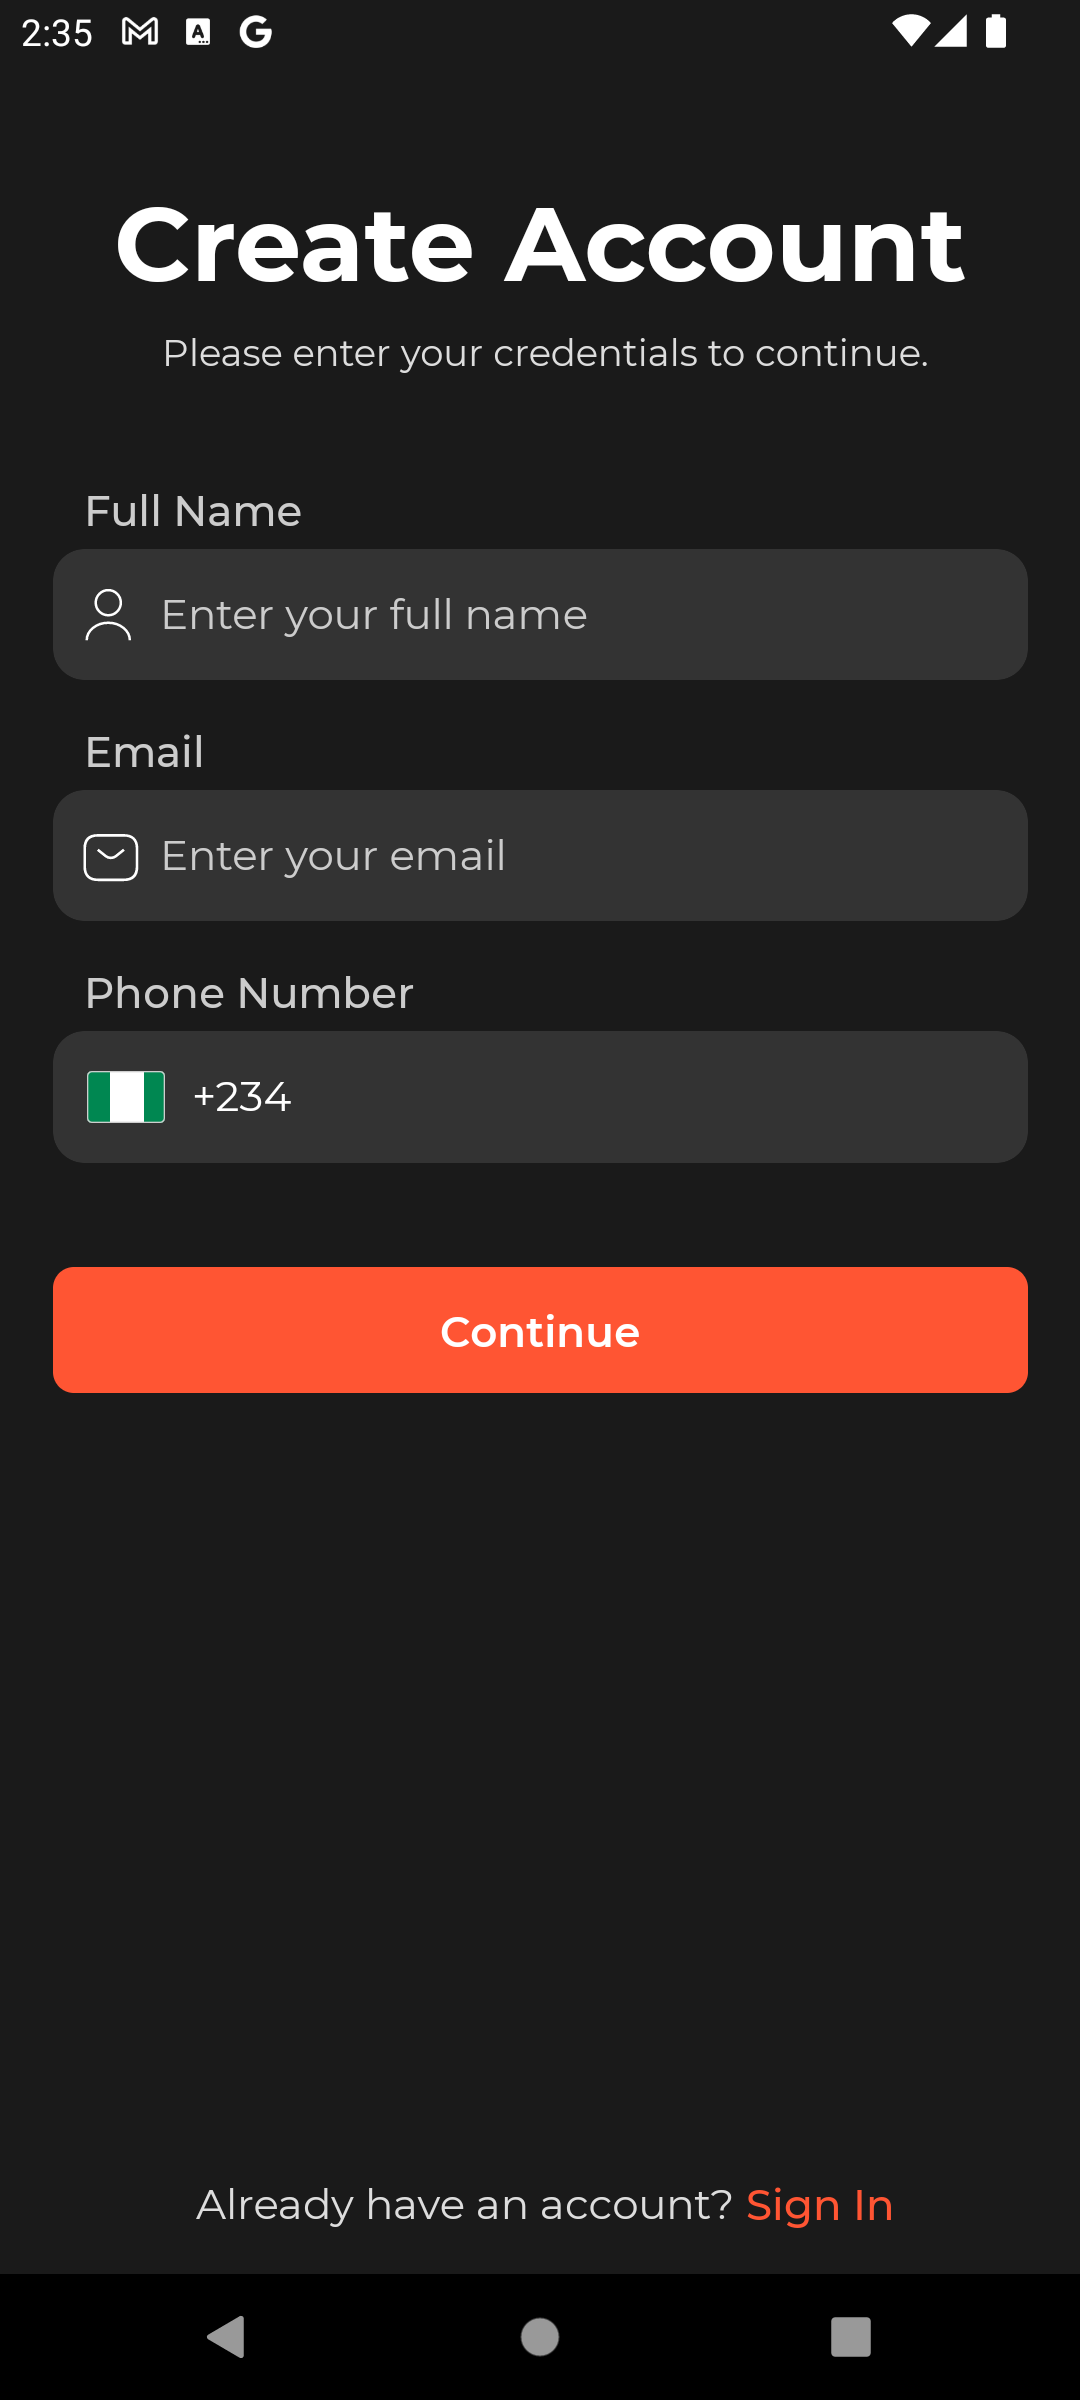 2:35
Create Account
Please enter your credentials to continue.
Full Name
Enter your full name
Email
Enter your email
Phone Number
+234
Continue
Already have an account? Sign In